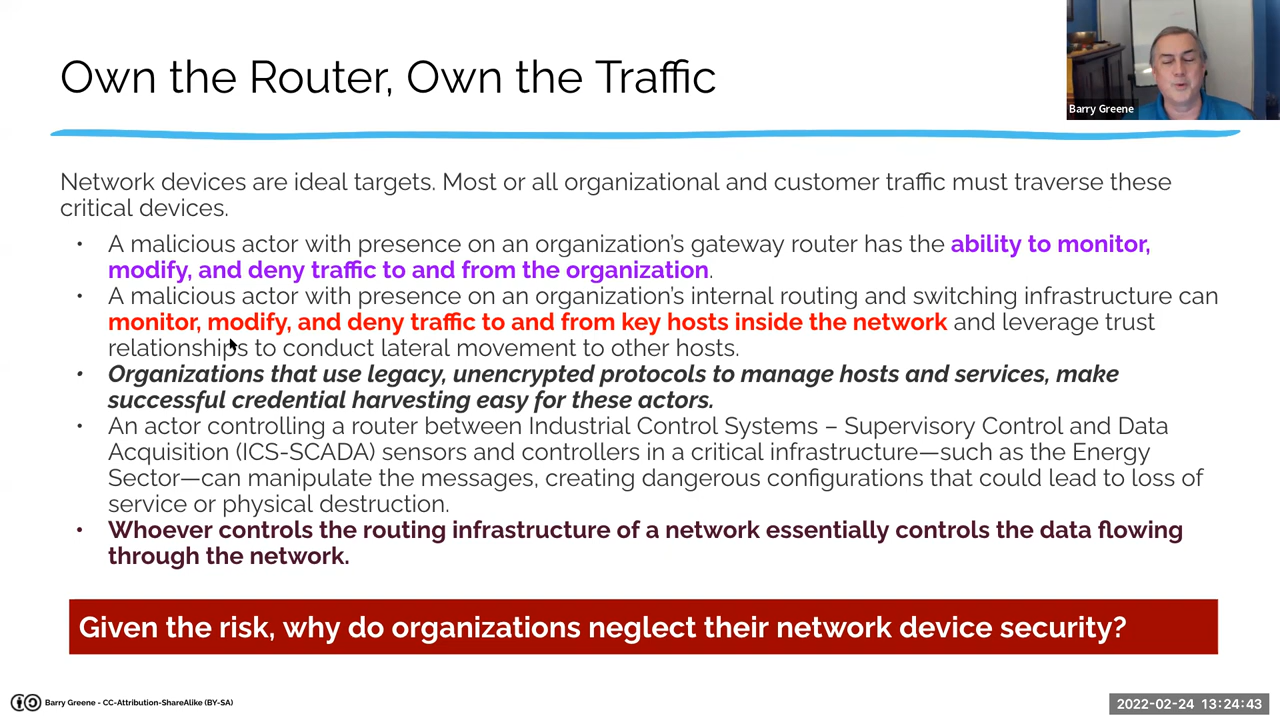 Own the Router, Own the Traffic
Barry Greene
Network devices are ideal targets. Most or all organizational and customer traffic must traverse these
critical devices.
• A malicious actor with presence on an organization's gateway router has the ability to monitor,
modify, and deny traffic to and from the organization.
• A malicious actor with presence on an organization's internal routing and switching infrastructure can
monitor, modify, and deny traffic to and from key hosts inside the network and leverage trust
relationships to conduct lateral movement to other hosts.
• Organizations that use legacy, unencrypted protocols to manage hosts and services, make
successful credential harvesting easy for these actors.
• An actor controlling a router between Industrial Control Systems – Supervisory Control and Data
Acquisition (ICS-SCADA) sensors and controllers in a critical infrastructure—such as the Energy
Sector—can manipulate the messages, creating dangerous configurations that could lead to loss of
service or physical destruction.
• Whoever controls the routing infrastructure of a network essentially controls the data flowing
through the network.
Given the risk, why do organizations neglect their network device security?
Barry Greene - CC-Attribution-ShareAlike (BY-SA)
2022-02-24 13:24:43